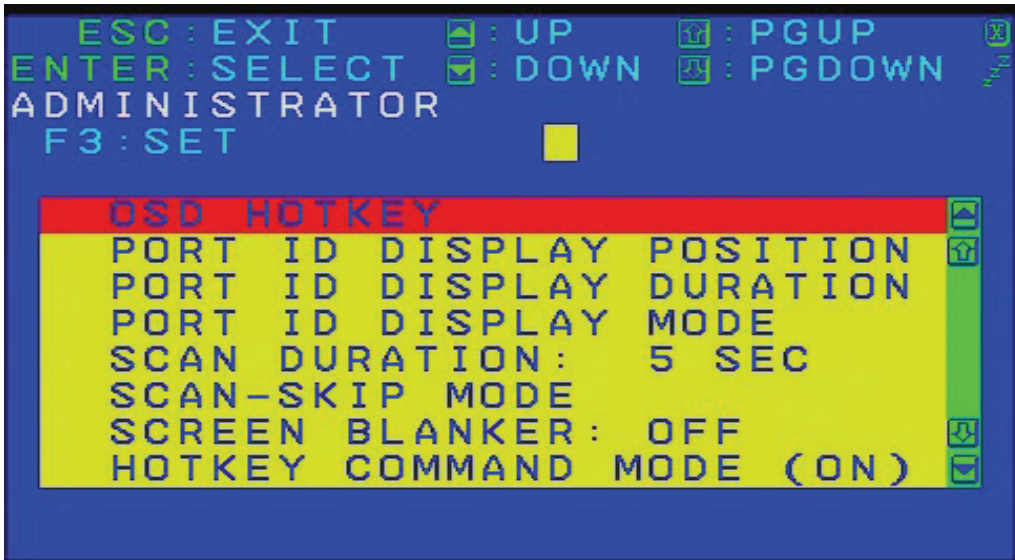 ESC:EXIT :UP :PGUP
ENTER:SELECT :DOWN :PGDOWN zzz
ADMINISTRATOR
F3:SET
OSD HOTKEY
PORT ID DISPLAY POSITION
PORT ID DISPLAY DURATION
PORT ID DISPLAY MODE
SCAN DURATION: 5 SEC
SCAN-SKIP MODE
SCREEN BLANKER: OFF
HOTKEY COMMAND MODE (ON)